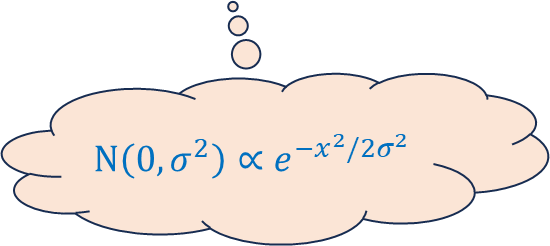 N(0, σ²) ∝ e^{−x²/2σ²}